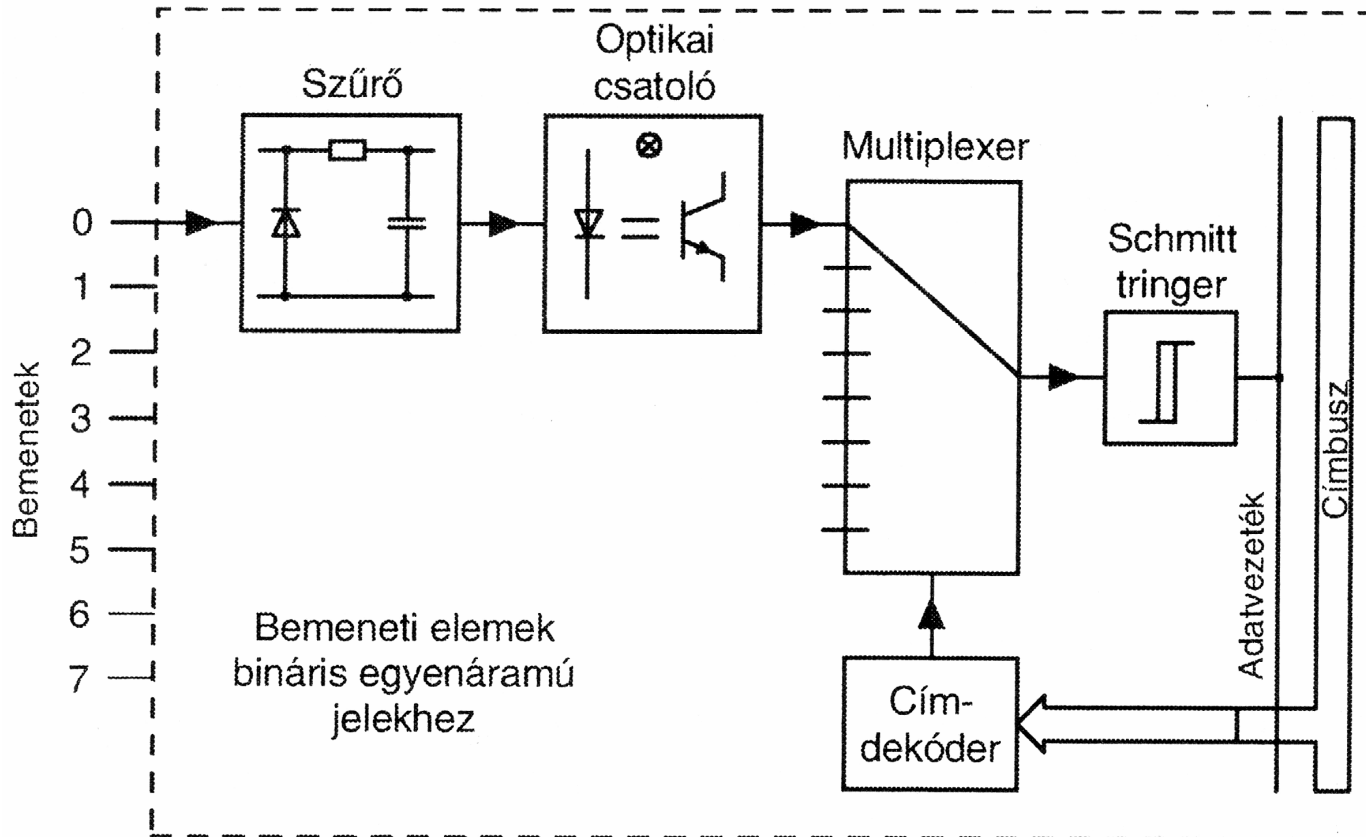 Optikai
csatoló
Szűrő
Multiplexer
Schmitt
tringer
Bemenetek
0
1
2
3
4
5
6
7
Címbusz
Adatvezeték
Bemeneti elemek
bináris egyenáramú
jelekhez
Cím-
dekóder